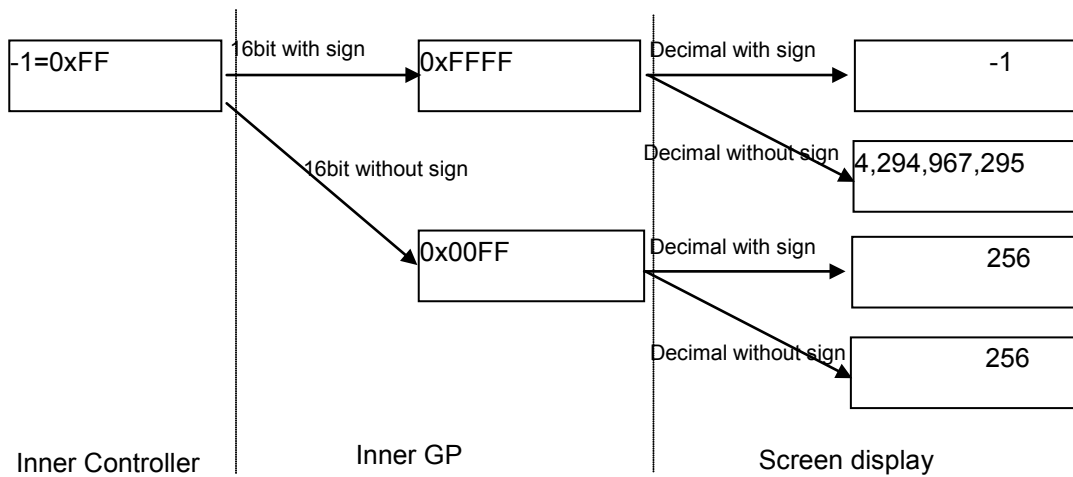 -1=0xFF
16bit with sign
0xFFFF
Decimal with sign
-1
Decimal without sign
4,294,967,295
16bit without sign
0x00FF
Decimal with sign
256
Decimal without sign
256
Inner Controller
Inner GP
Screen display